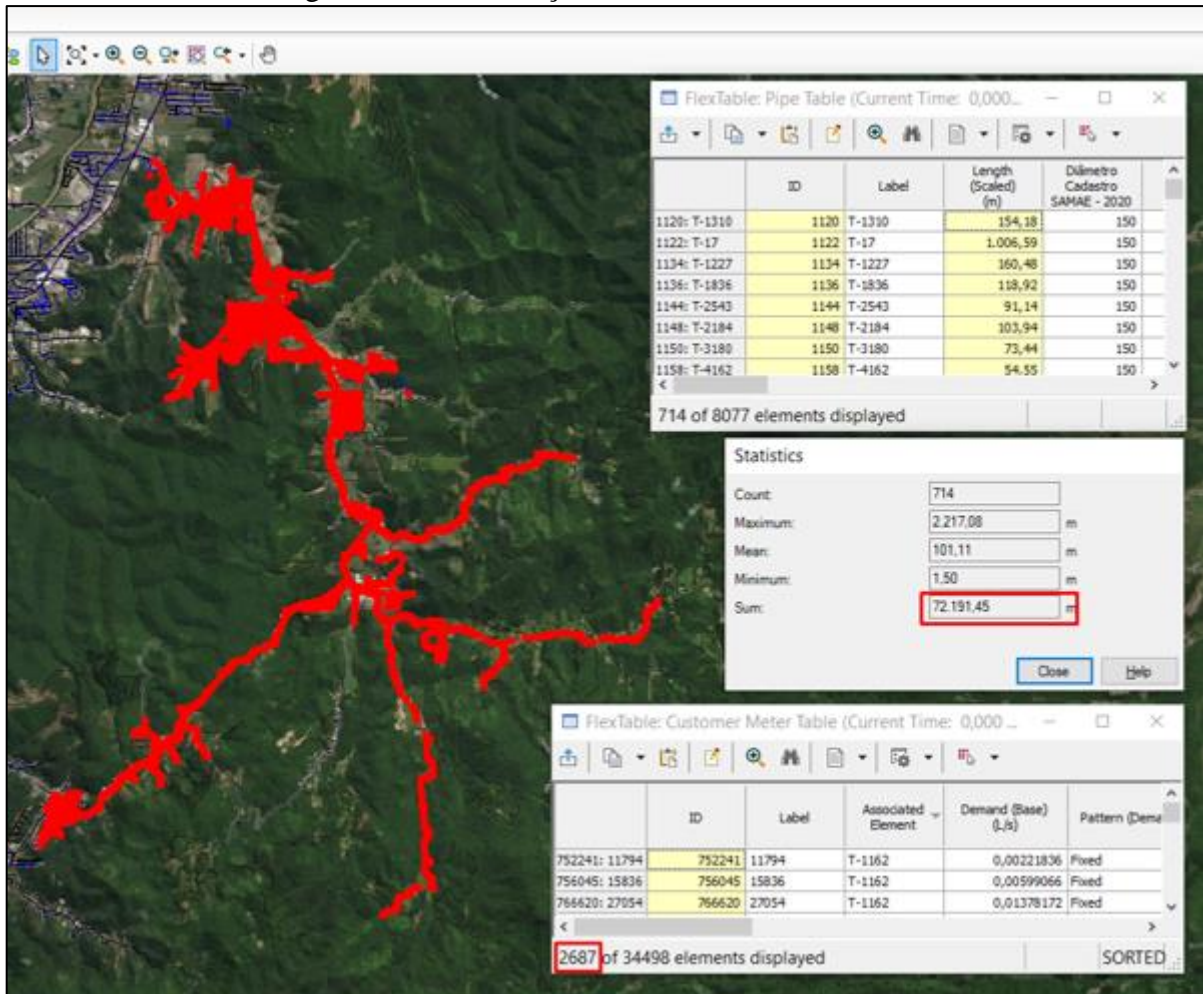 FlexTable: Pipe Table (Current Time: 0,000...
ID Label Length (Scaled) (m) Diâmetro Cadastro SAMAE - 2020
1120: T-1310 1120 T-1310 154,18 150
1122: T-17 1122 T-17 1.006,59 150
1134: T-1227 1134 T-1227 160,48 150
1136: T-1836 1136 T-1836 118,92 150
1144: T-2543 1144 T-2543 91,14 150
1148: T-2184 1148 T-2184 103,94 150
1150: T-3180 1150 T-3180 73,44 150
1158: T-4162 1158 T-4162 54,55 150
714 of 8077 elements displayed
Statistics
Count: 714
Maximum: 2.217,08 m
Mean: 101,11 m
Minimum: 1,50 m
Sum: 72.191,45 m
Close Help
FlexTable: Customer Meter Table (Current Time: 0,000 ...
ID Label Associated Element Demand (Base) (L/s) Pattern (Dema
752241: 11794 752241 11794 T-1162 0,00221836 Fixed
756045: 15836 756045 15836 T-1162 0,00599066 Fixed
766620: 27054 766620 27054 T-1162 0,01378172 Fixed
2687 of 34498 elements displayed SORTED